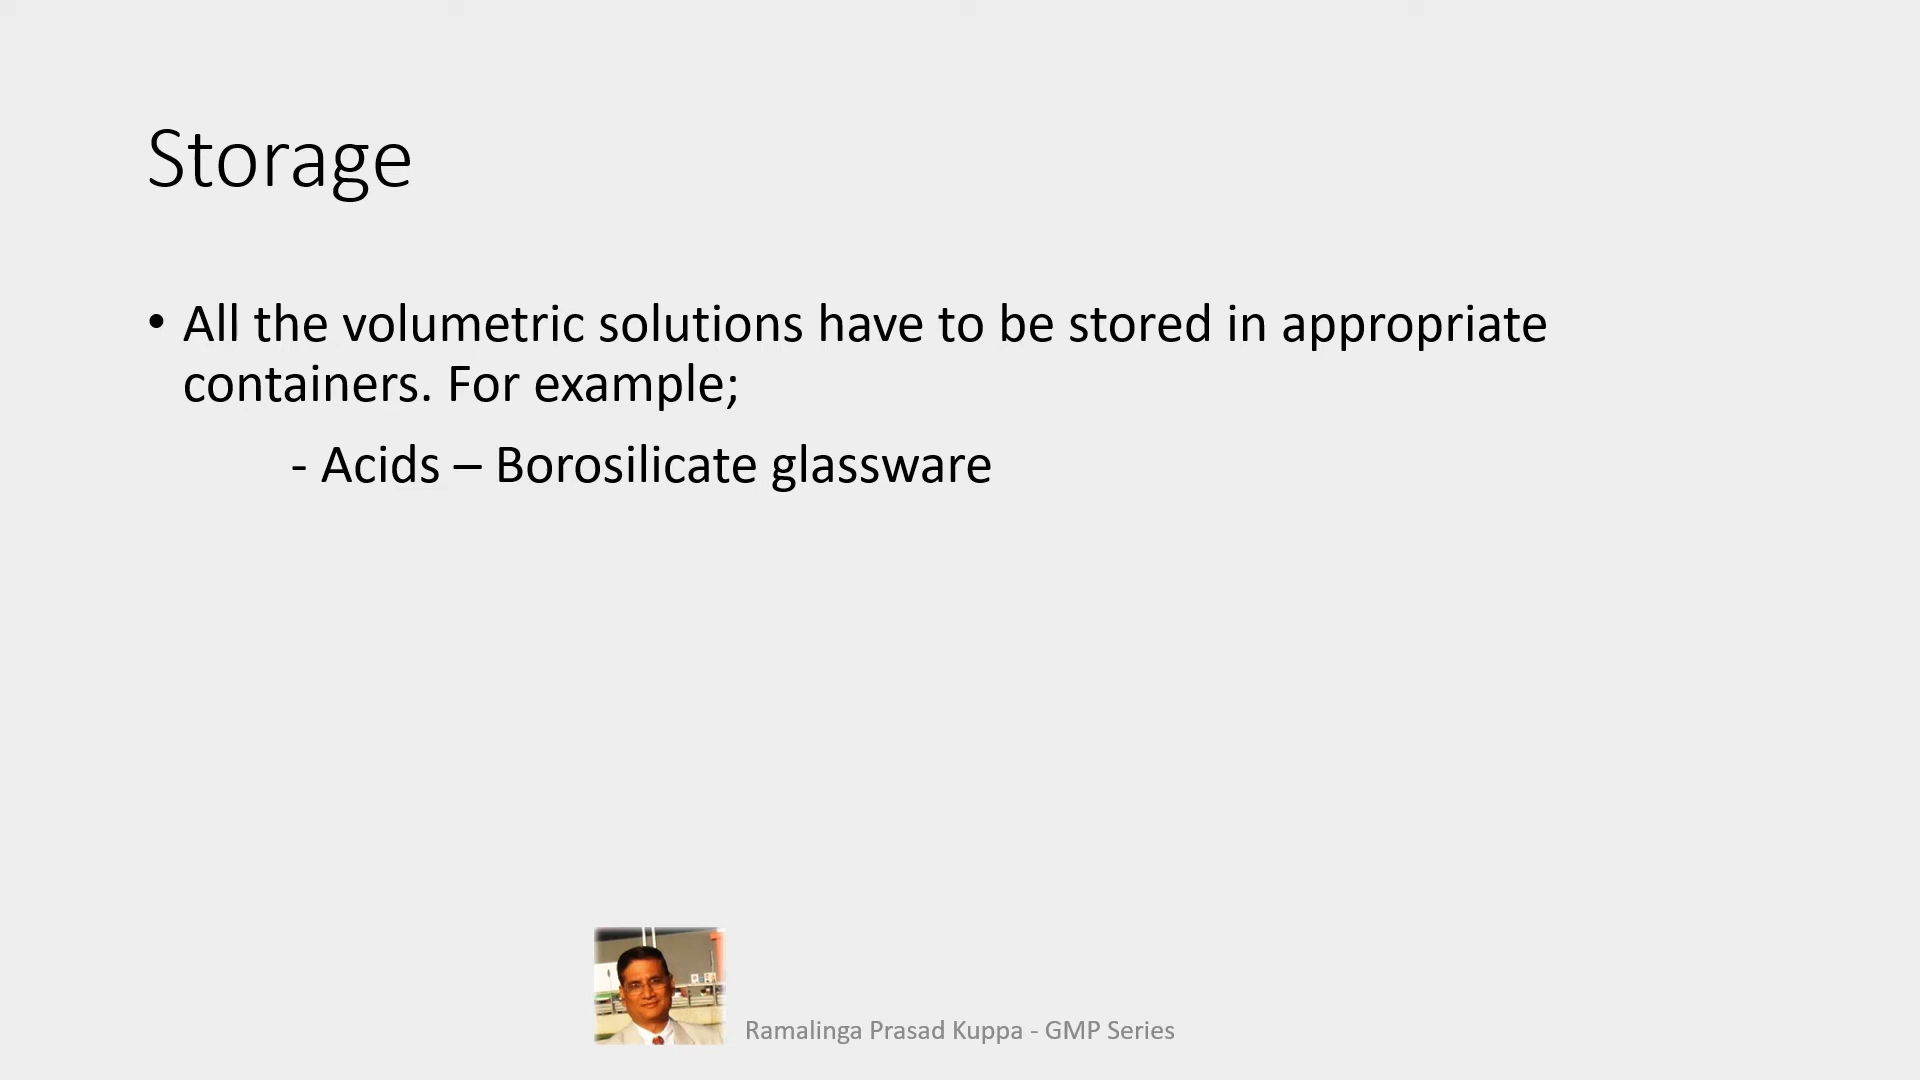 Storage
• All the volumetric solutions have to be stored in appropriate
containers. For example;
- Acids – Borosilicate glassware
Ramalinga Prasad Kuppa - GMP Series